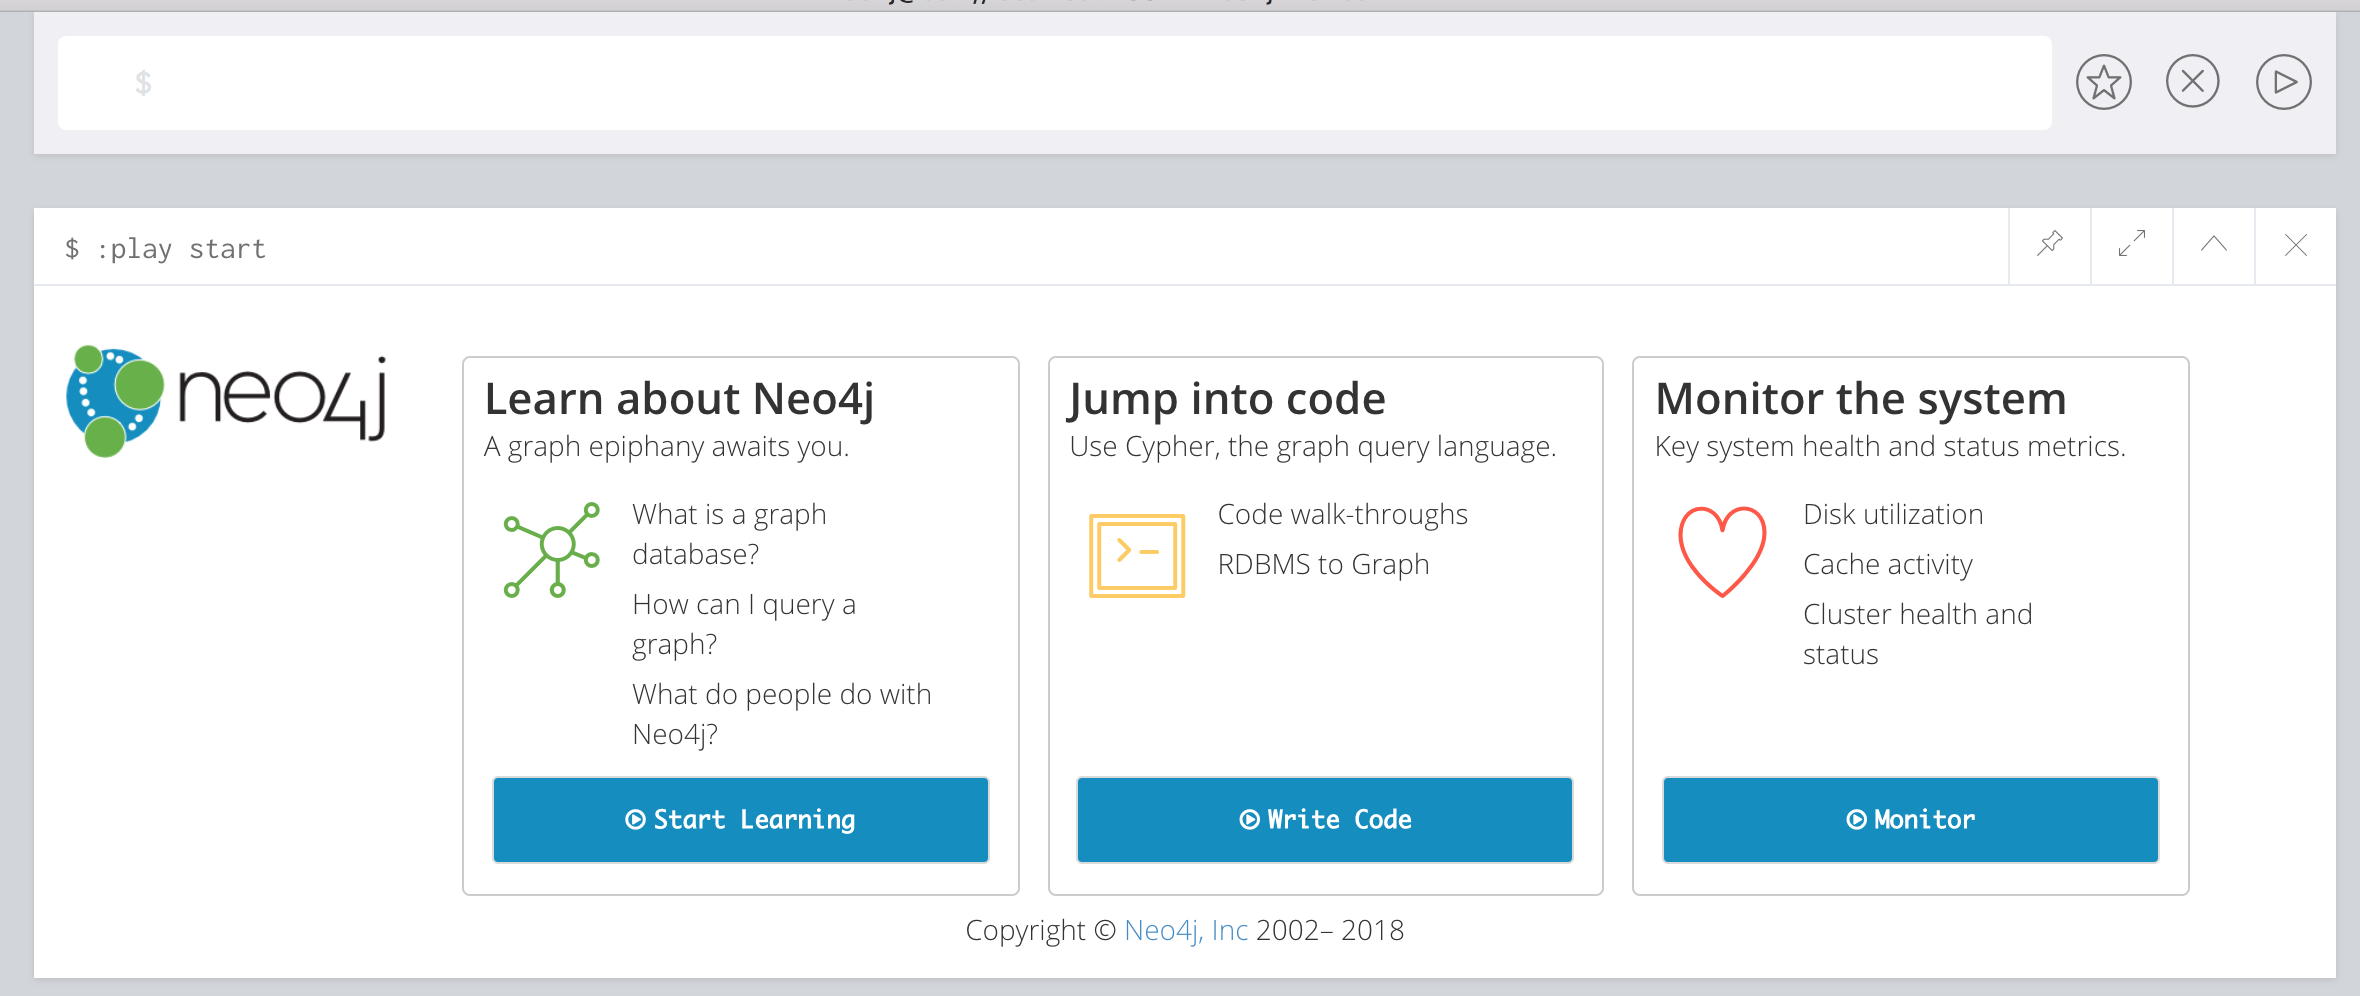 $
$ :play start
neo4j
Learn about Neo4j
A graph epiphany awaits you.
What is a graph
database?
How can I query a
graph?
What do people do with
Neo4j?
Start Learning
Jump into code
Use Cypher, the graph query language.
>_
Code walk-throughs
RDBMS to Graph
Write Code
Monitor the system
Key system health and status metrics.
Disk utilization
Cache activity
Cluster health and
status
Monitor
Copyright © Neo4j, Inc 2002– 2018